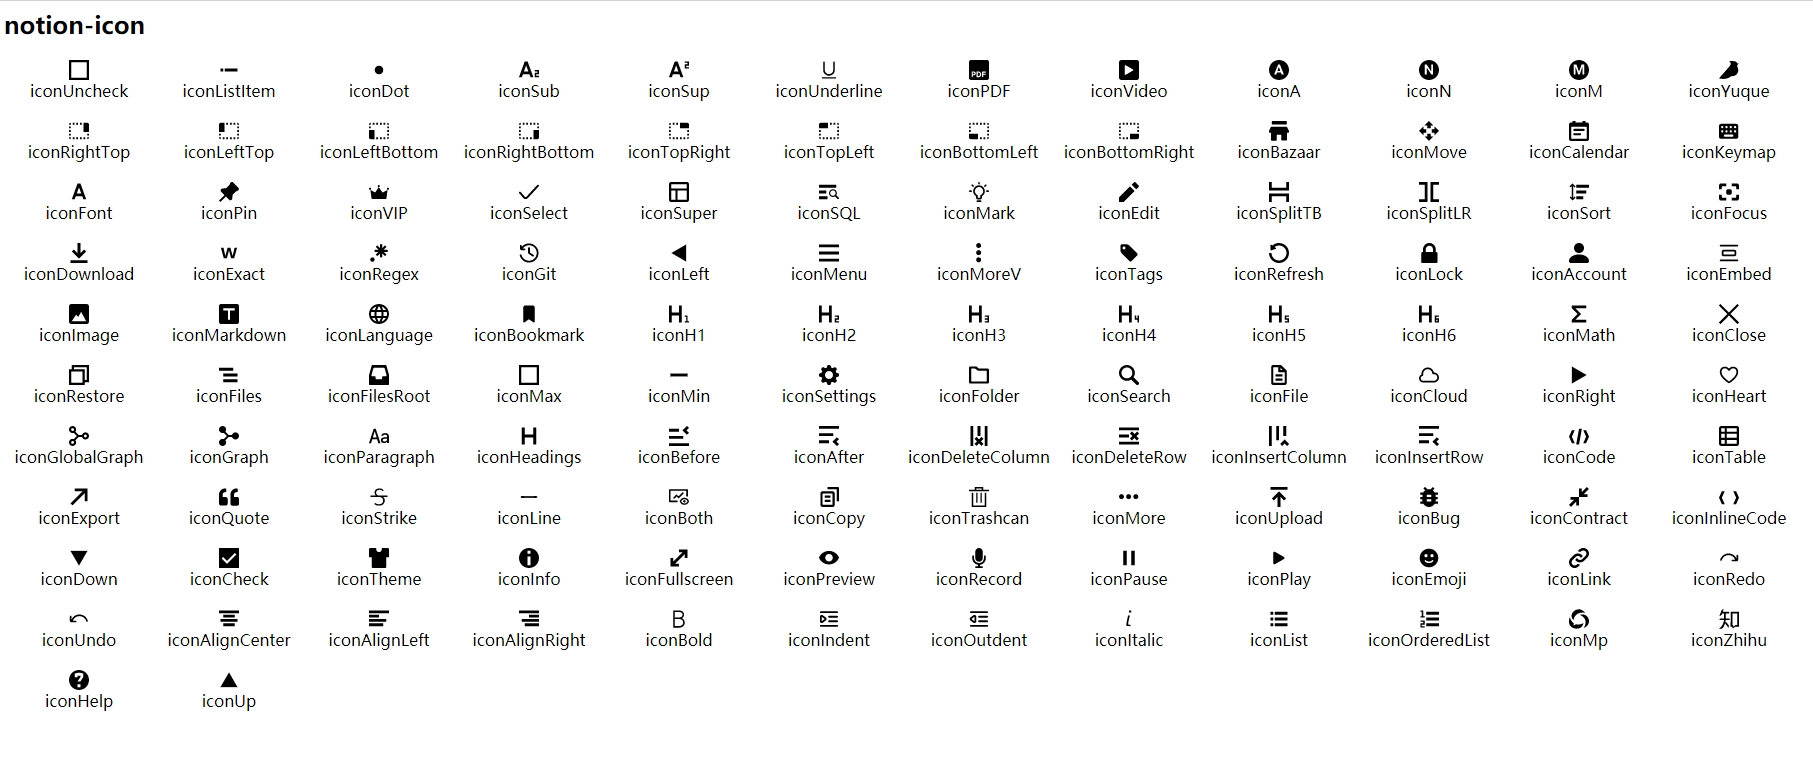 notion-icon
iconUncheck iconListItem iconDot iconSub iconSup iconUnderline iconPDF iconVideo iconA iconN iconM iconYuque
iconRightTop iconLeftTop iconLeftBottom iconRightBottom iconTopRight iconTopLeft iconBottomLeft iconBottomRight iconBazaar iconMove iconCalendar iconKeymap
iconFont iconPin iconVIP iconSelect iconSuper iconSQL iconMark iconEdit iconSplitTB iconSplitLR iconSort iconFocus
iconDownload iconExact iconRegex iconGit iconLeft iconMenu iconMoreV iconTags iconRefresh iconLock iconAccount iconEmbed
iconImage iconMarkdown iconLanguage iconBookmark iconH1 iconH2 iconH3 iconH4 iconH5 iconH6 iconMath iconClose
iconRestore iconFiles iconFilesRoot iconMax iconMin iconSettings iconFolder iconSearch iconFile iconCloud iconRight iconHeart
iconGlobalGraph iconGraph iconParagraph iconHeadings iconBefore iconAfter iconDeleteColumn iconDeleteRow iconInsertColumn iconInsertRow iconCode iconTable
iconExport iconQuote iconStrike iconLine iconBoth iconCopy iconTrashcan iconMore iconUpload iconBug iconContract iconInlineCode
iconDown iconCheck iconTheme iconInfo iconFullscreen iconPreview iconRecord iconPause iconPlay iconEmoji iconLink iconRedo
iconUndo iconAlignCenter iconAlignLeft iconAlignRight iconBold iconIndent iconOutdent iconItalic iconList iconOrderedList iconMp iconZhihu
iconHelp iconUp